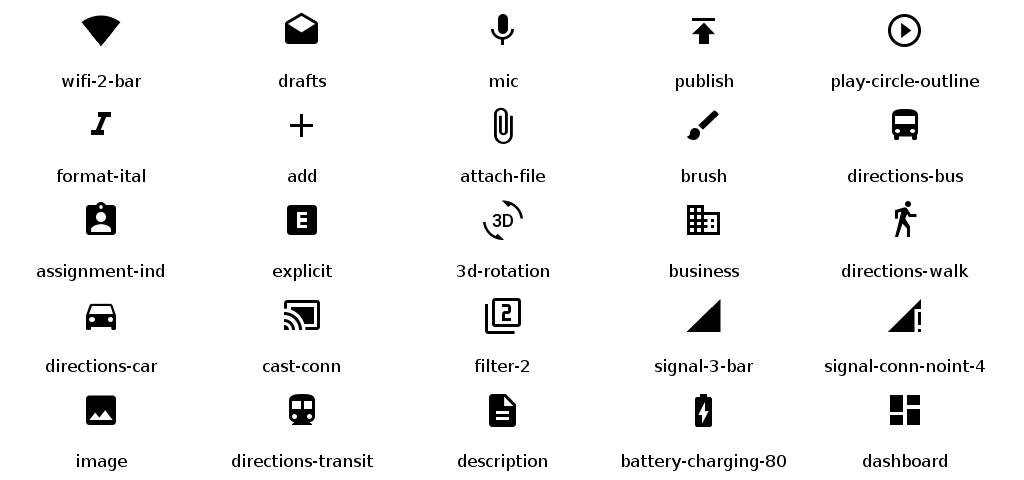 wifi-2-bar drafts mic publish play-circle-outline
format-ital add attach-file brush directions-bus
E 3D
assignment-ind explicit 3d-rotation business directions-walk
2
directions-car cast-conn filter-2 signal-3-bar signal-conn-noint-4
image directions-transit description battery-charging-80 dashboard